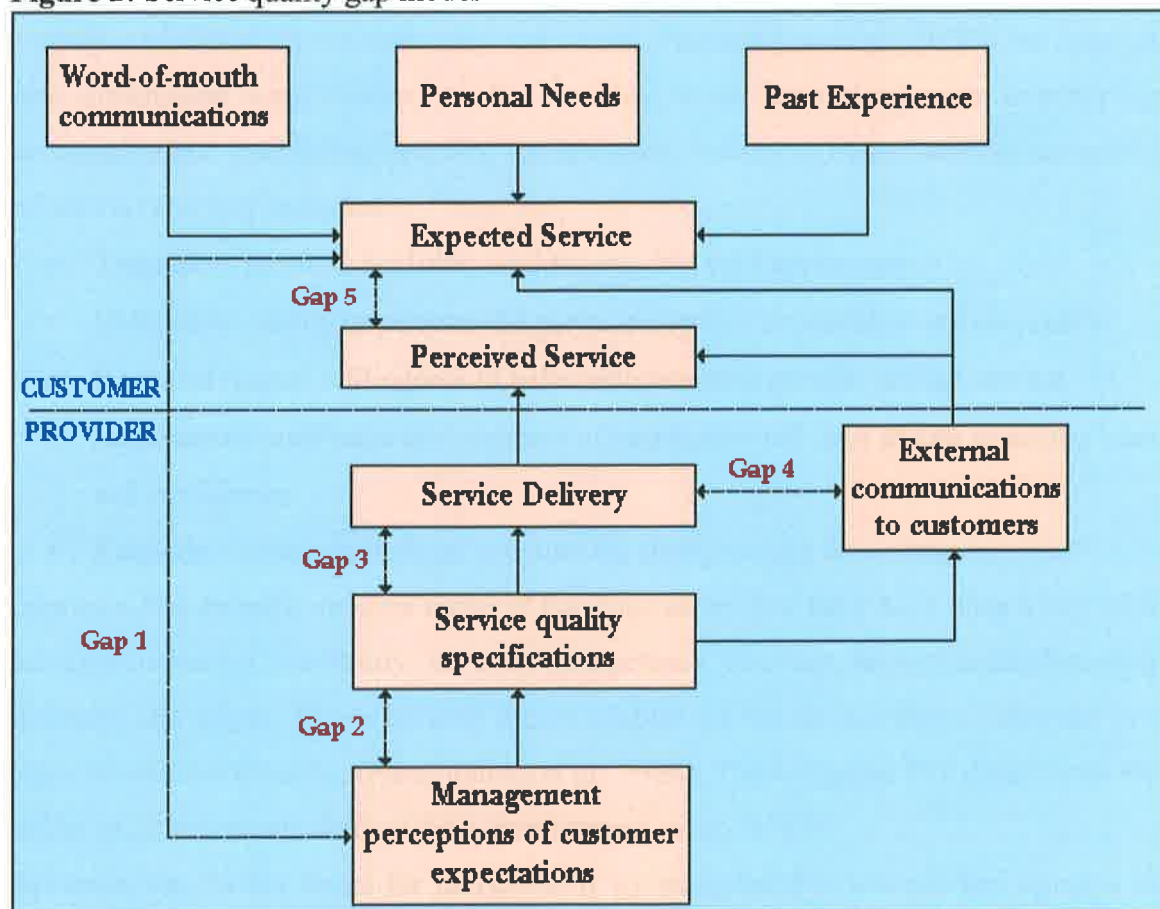 Word-of-mouth
communications
Personal Needs
Past Experience
Expected Service
Gap 5
Perceived Service
CUSTOMER
PROVIDER
Service Delivery
Gap 4
External
communications
to customers
Gap 3
Service quality
specifications
Gap 1
Gap 2
Management
perceptions of customer
expectations